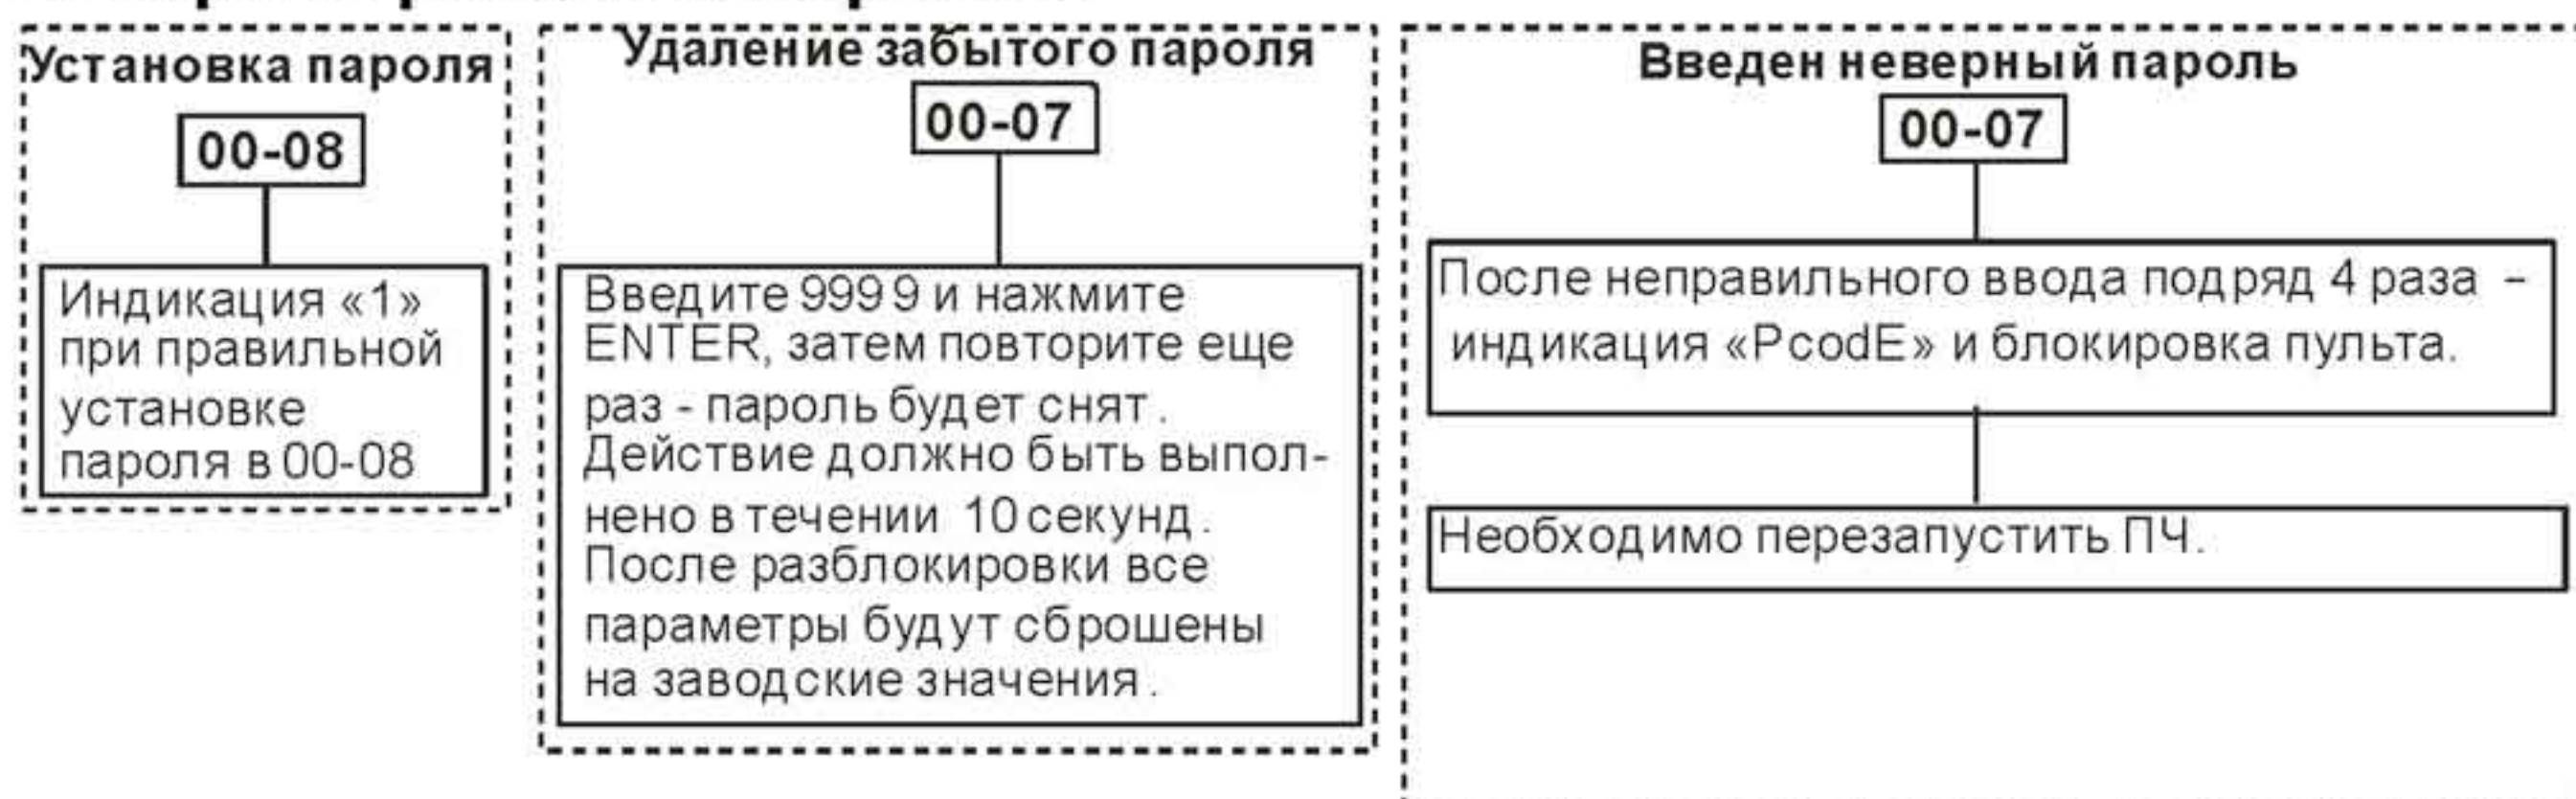 Установка пароля
00-08
Индикация «1»
при правильной
установке
пароля в 00-08
Удаление забытого пароля
00-07
Введите 9999 и нажмите
ENTER, затем повторите еще
раз - пароль будет снят.
Действие должно быть выпол-
нено в течении 10 секунд.
После разблокировки все
параметры будут сброшены
на заводские значения.
Введен неверный пароль
00-07
После неправильного ввода подряд 4 раза –
индикация «PcodE» и блокировка пульта.
Необходимо перезапустить ПЧ.